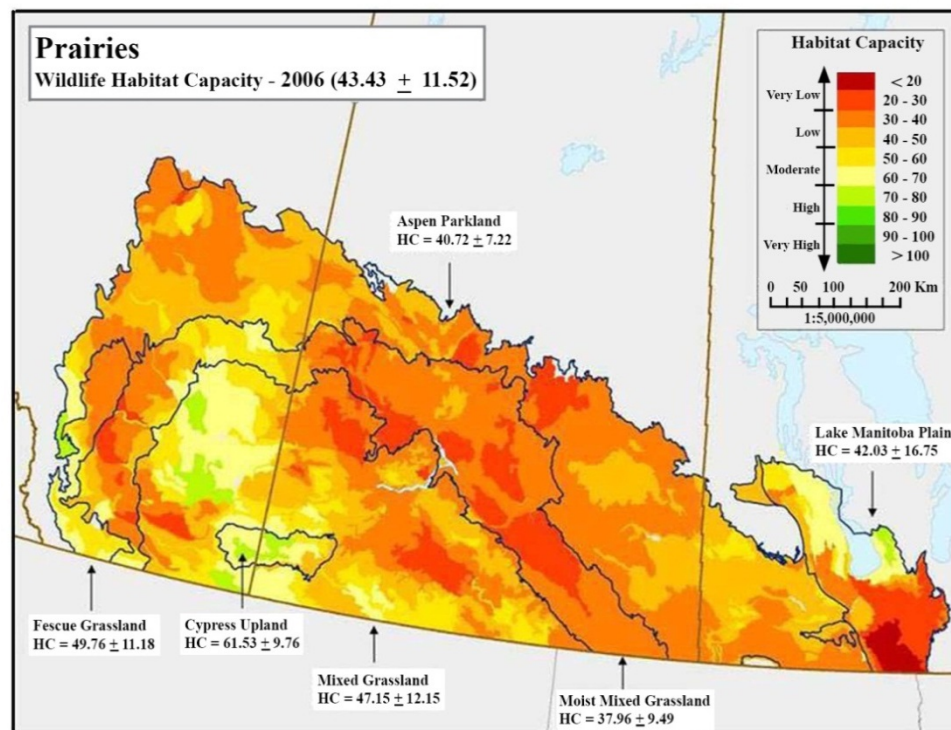 Prairies
Wildlife Habitat Capacity - 2006 (43.43 ± 11.52)
Habitat Capacity
Very Low
Low
Moderate
High
Very High
< 20
20 - 30
30 - 40
40 - 50
50 - 60
60 - 70
70 - 80
80 - 90
90 - 100
> 100
0 50 100 200 Km
1:5,000,000
Aspen Parkland
HC = 40.72 ± 7.22
Lake Manitoba Plain
HC = 42.03 ± 16.75
Fescue Grassland
HC = 49.76 ± 11.18
Cypress Upland
HC = 61.53 ± 9.76
Mixed Grassland
HC = 47.15 ± 12.15
Moist Mixed Grassland
HC = 37.96 ± 9.49